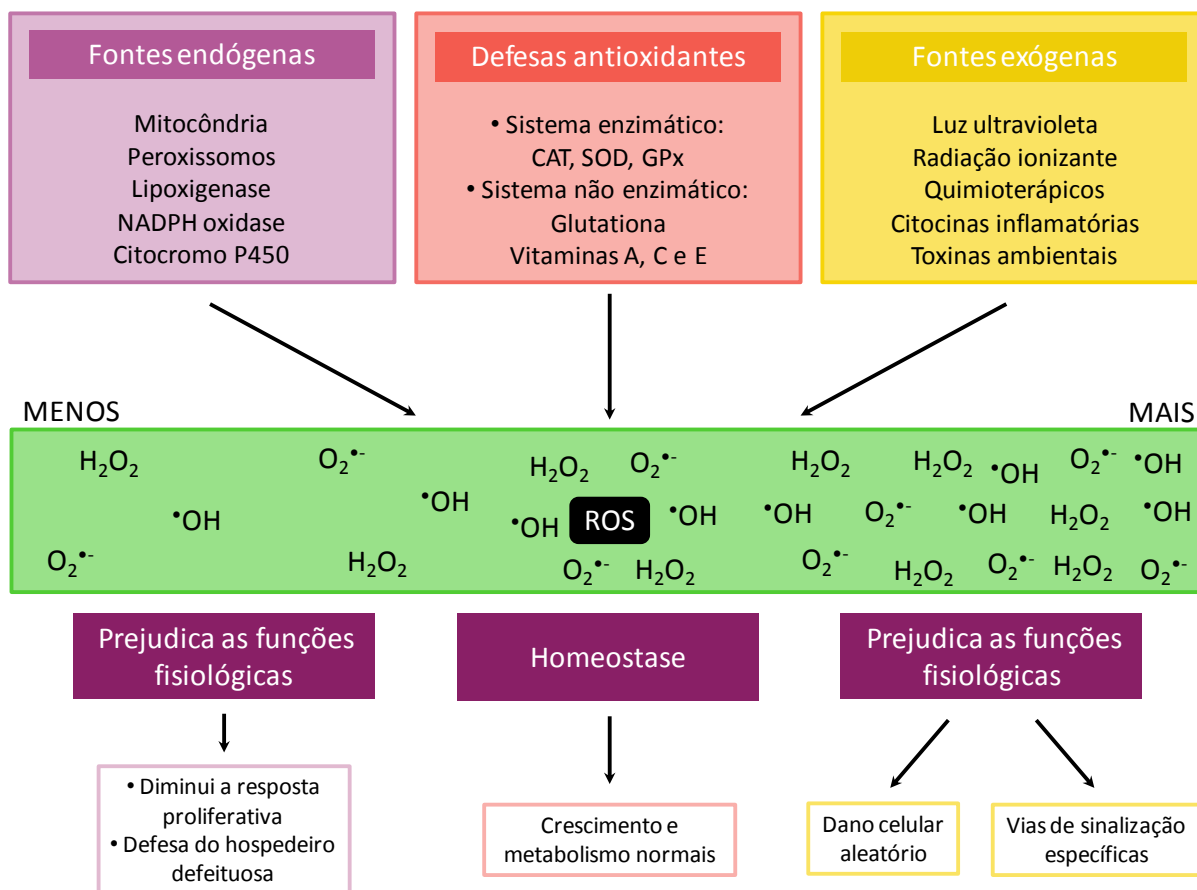 Fontes endógenas
Mitocôndria
Peroxissomos
Lipoxigenase
NADPH oxidase
Citocromo P450
Defesas antioxidantes
• Sistema enzimático:
CAT, SOD, GPx
• Sistema não enzimático:
Glutationa
Vitaminas A, C e E
Fontes exógenas
Luz ultravioleta
Radiação ionizante
Quimioterápicos
Citocinas inflamatórias
Toxinas ambientais
MENOS
MAIS
H₂O₂ O₂•- H₂O₂ O₂•- H₂O₂ H₂O₂ •OH O₂•- •OH
•OH •OH •OH ROS •OH •OH O₂•- •OH H₂O₂ •OH
O₂•- H₂O₂ O₂•- H₂O₂ O₂•- H₂O₂ O₂•- H₂O₂ O₂•-
Prejudica as funções
fisiológicas
Homeostase
Prejudica as funções
fisiológicas
• Diminui a resposta
proliferativa
• Defesa do hospedeiro
defeituosa
Crescimento e
metabolismo normais
Dano celular
aleatório
Vias de sinalização
específicas